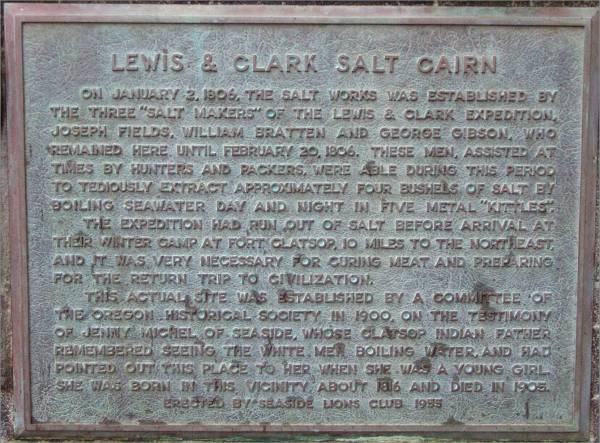 LEWIS & CLARK SALT CAIRN
ON JANUARY 2, 1806, THE SALT WORKS WAS ESTABLISHED BY
THE THREE "SALT MAKERS" OF THE LEWIS & CLARK EXPEDITION,
JOSEPH FIELDS, WILLIAM BRATTEN AND GEORGE GIBSON, WHO
REMAINED HERE UNTIL FEBRUARY 20, 1806. THESE MEN, ASSISTED AT
TIMES BY HUNTERS AND PACKERS, WERE ABLE DURING THIS PERIOD
TO TEDIOUSLY EXTRACT APPROXIMATELY FOUR BUSHELS OF SALT BY
BOILING SEAWATER DAY AND NIGHT IN FIVE METAL "KITTLES".
THE EXPEDITION HAD RUN OUT OF SALT BEFORE ARRIVAL AT
THEIR WINTER CAMP AT FORT CLATSOP, 10 MILES TO THE NORTHEAST,
AND IT WAS VERY NECESSARY FOR CURING MEAT AND PREPARING
FOR THE RETURN TRIP TO CIVILIZATION.
THIS ACTUAL SITE WAS ESTABLISHED BY A COMMITTEE OF
THE OREGON HISTORICAL SOCIETY IN 1900, ON THE TESTIMONY
OF JENNY MICHEL OF SEASIDE, WHOSE CLATSOP INDIAN FATHER
REMEMBERED SEEING THE WHITE MEN BOILING WATER, AND HAD
POINTED OUT THIS PLACE TO HER WHEN SHE WAS A YOUNG GIRL.
SHE WAS BORN IN THIS VICINITY ABOUT 1816 AND DIED IN 1905.
ERECTED BY SEASIDE LIONS CLUB 1955